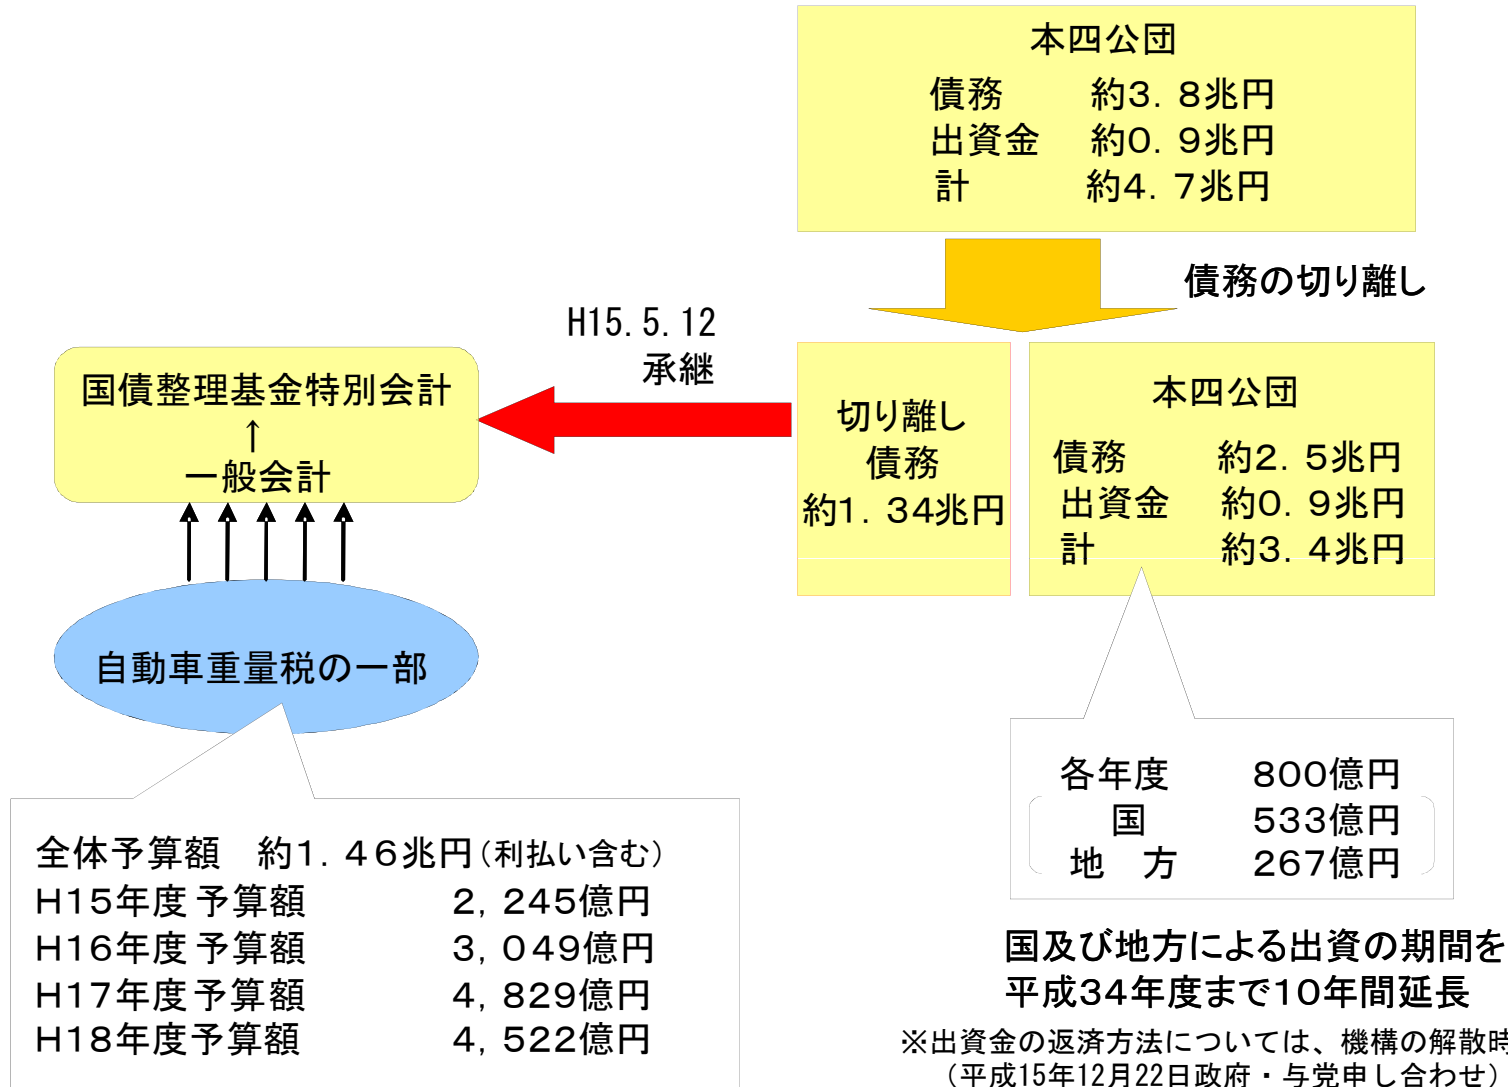 本四公団
債務 約3．8兆円
出資金 約0．9兆円
計 約4．7兆円
債務の切り離し
H15.5.12
承継
国債整理基金特別会計
↑
一般会計
切り離し
債務
約1．34兆円
本四公団
債務 約2．5兆円
出資金 約0．9兆円
計 約3．4兆円
自動車重量税の一部
全体予算額 約1．46兆円(利払い含む)
H15年度予算額 2，245億円
H16年度予算額 3，049億円
H17年度予算額 4，829億円
H18年度予算額 4，522億円
各年度 800億円
国 533億円
地 方 267億円
国及び地方による出資の期間を
平成34年度まで10年間延長
※出資金の返済方法については、機構の解散時
(平成15年12月22日政府・与党申し合わせ)